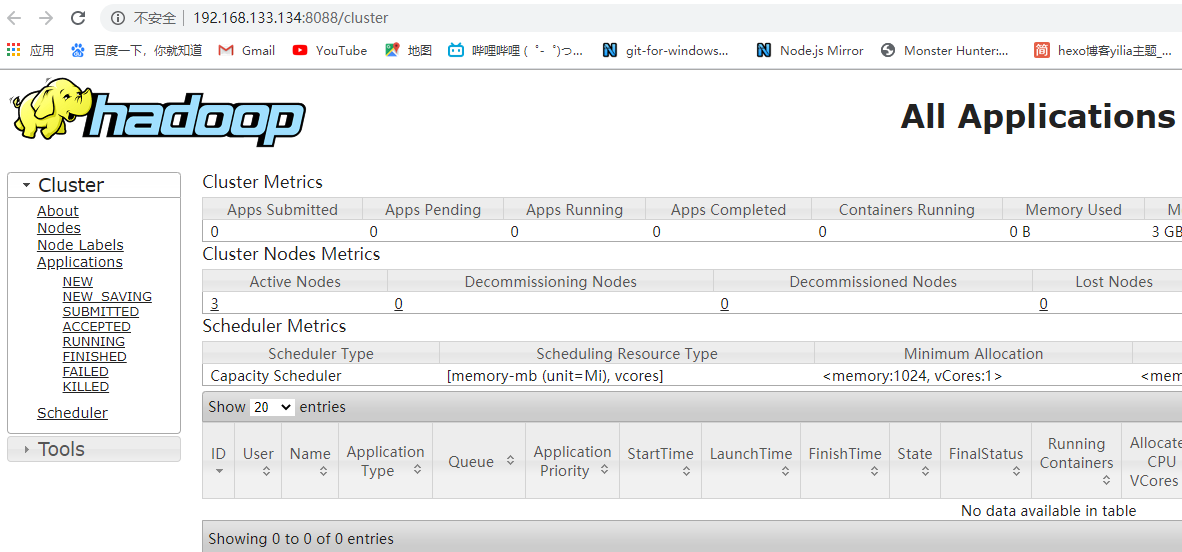 不安全 | 192.168.133.134:8088/cluster
应用 百度一下，你就知道 Gmail YouTube 地图 哔哩哔哩 ( ゜- ゜)つ... git-for-windows... Node.js Mirror Monster Hunter:... 简 hexo博客yilia主题_...
hadoop
All Applications
Cluster
About
Nodes
Node Labels
Applications
NEW
NEW_SAVING
SUBMITTED
ACCEPTED
RUNNING
FINISHED
FAILED
KILLED
Scheduler
Tools
Cluster Metrics
Apps Submitted Apps Pending Apps Running Apps Completed Containers Running Memory Used M
0 0 0 0 0 0 B 3 GB
Cluster Nodes Metrics
Active Nodes Decommissioning Nodes Decommissioned Nodes Lost Nodes
3 0 0 0
Scheduler Metrics
Scheduler Type Scheduling Resource Type Minimum Allocation
Capacity Scheduler [memory-mb (unit=Mi), vcores] <memory:1024, vCores:1> <mem
Show 20 entries
ID User Name Application Type Queue Application Priority StartTime LaunchTime FinishTime State FinalStatus Running Containers Allocate CPU VCores
No data available in table
Showing 0 to 0 of 0 entries